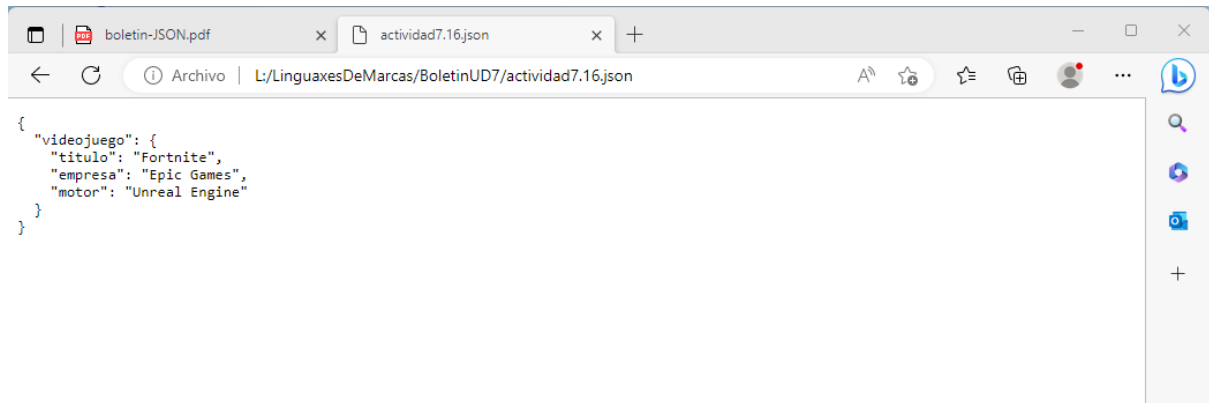 boletin-JSON.pdf
actividad7.16.json
Archivo
L:/LinguaxesDeMarcas/BoletinUD7/actividad7.16.json
{
  "videojuego": {
    "titulo": "Fortnite",
    "empresa": "Epic Games",
    "motor": "Unreal Engine"
  }
}